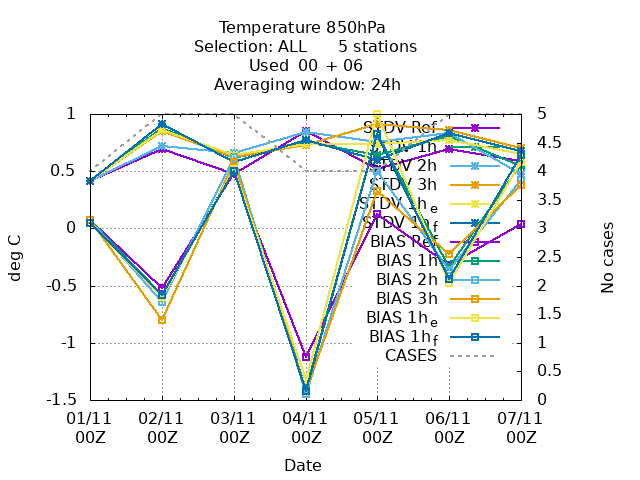 Temperature 850hPa
Selection: ALL 5 stations
Used 00 + 06
Averaging window: 24h
deg C
No cases
1
0.5
0
-0.5
-1
-1.5
5
4.5
4
3.5
3
2.5
2
1.5
1
0.5
0
STDV Ref
STDV 1h
STDV 2h
STDV 3h
STDV 1h e
STDV 1h f
BIAS Ref
BIAS 1h
BIAS 2h
BIAS 3h
BIAS 1h e
BIAS 1h f
CASES
01/11 02/11 03/11 04/11 05/11 06/11 07/11
00Z 00Z 00Z 00Z 00Z 00Z 00Z
Date